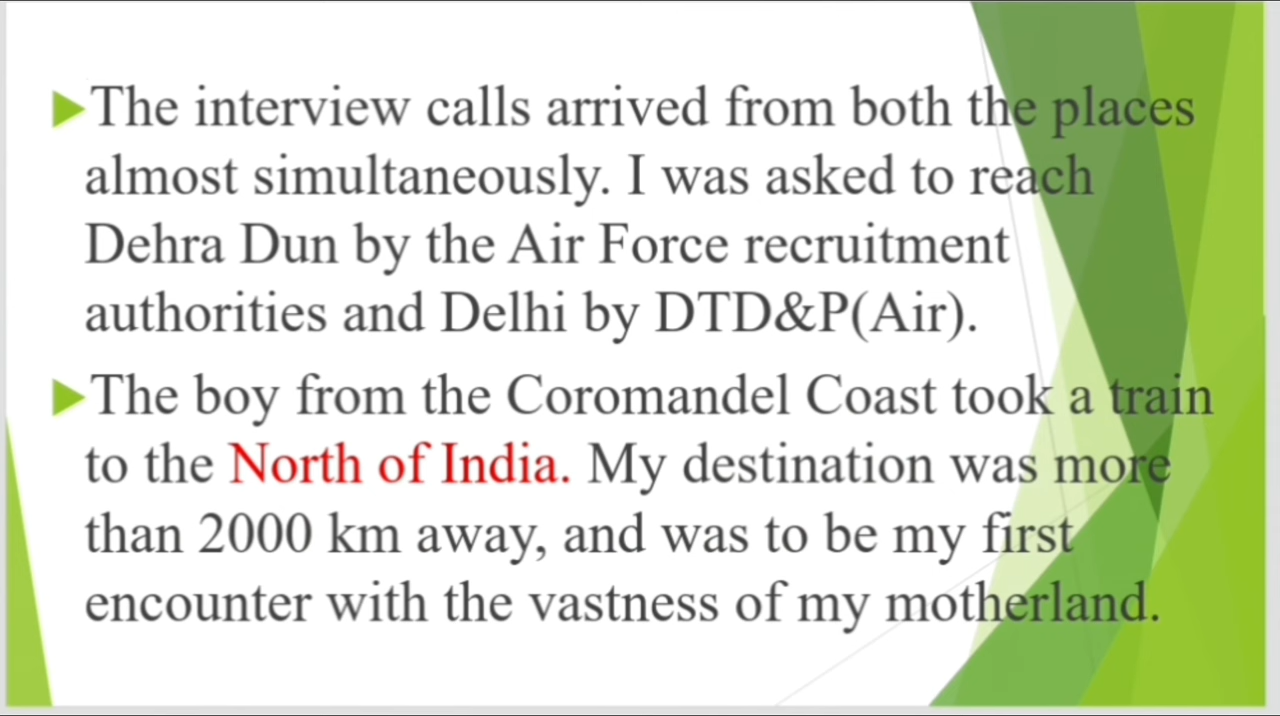 The interview calls arrived from both the places
almost simultaneously. I was asked to reach
Dehra Dun by the Air Force recruitment
authorities and Delhi by DTD&P(Air).
The boy from the Coromandel Coast took a train
to the North of India. My destination was more
than 2000 km away, and was to be my first
encounter with the vastness of my motherland.